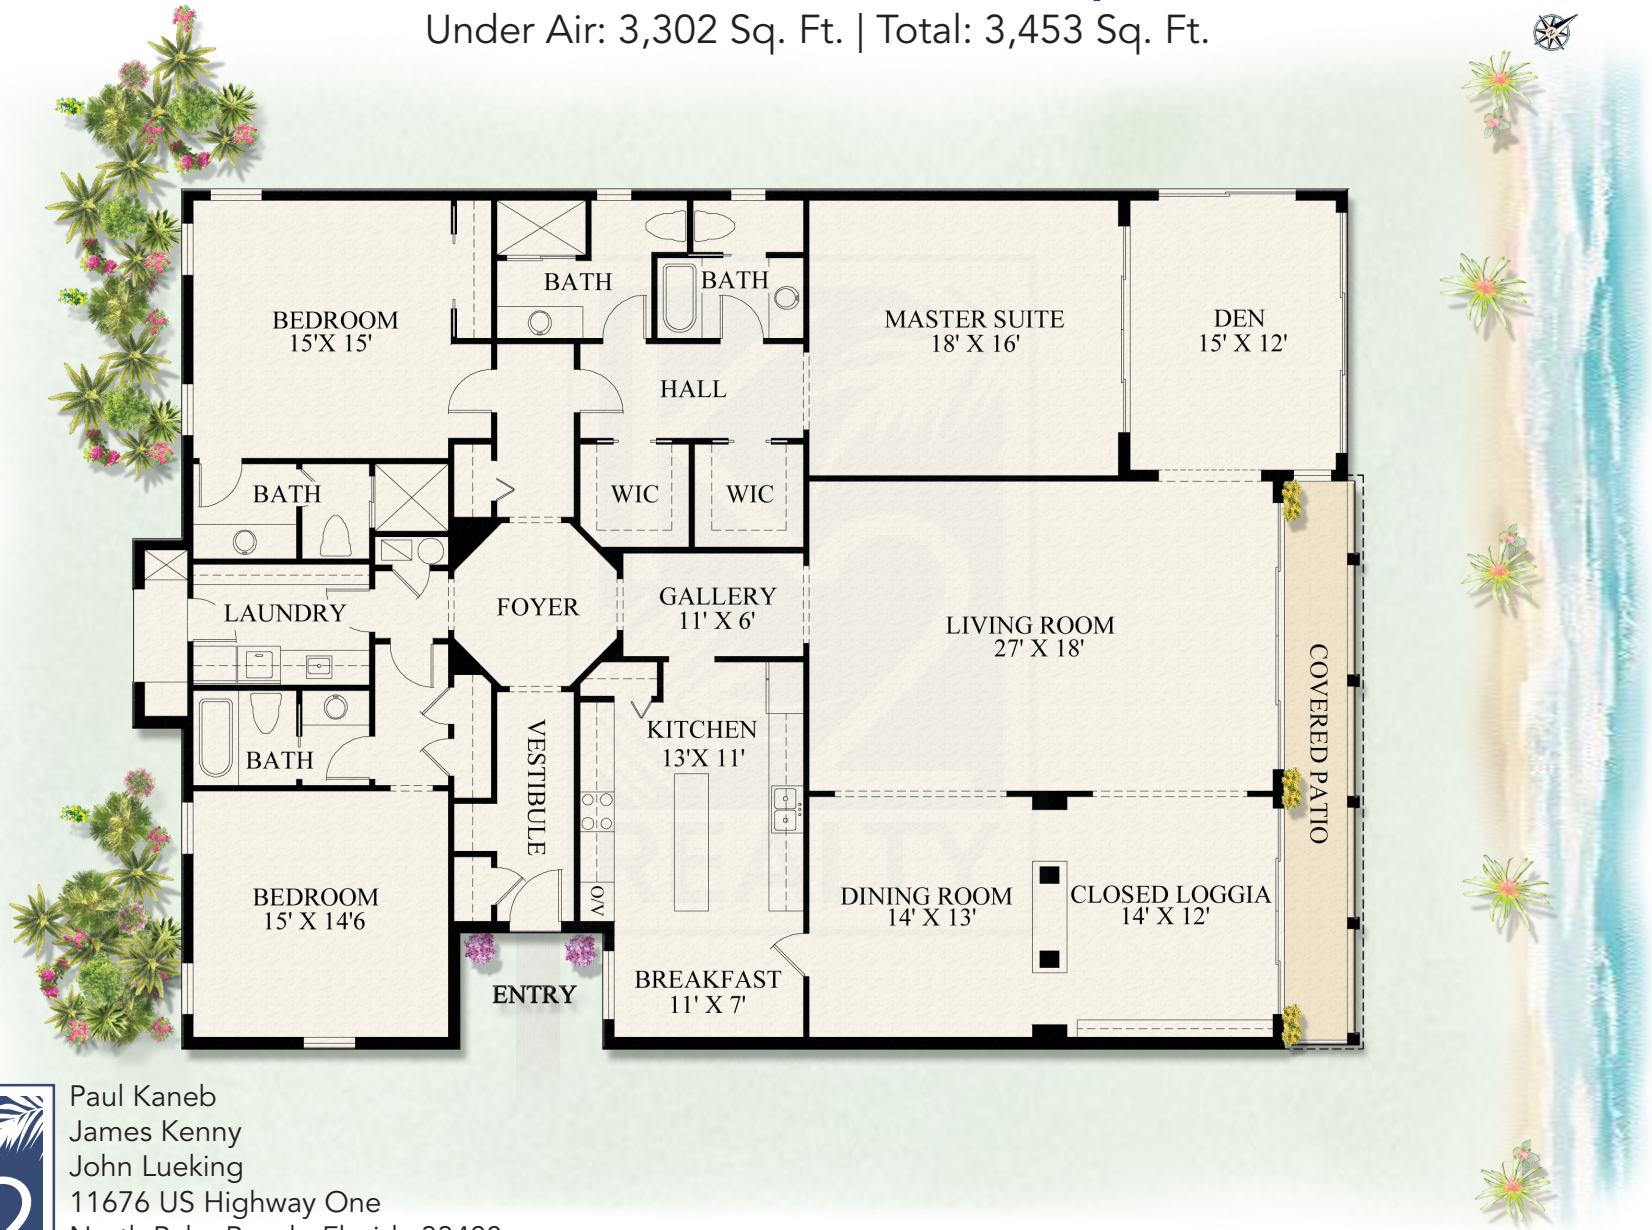 Under Air: 3,302 Sq. Ft. | Total: 3,453 Sq. Ft.
BEDROOM
15'X 15'
BATH
BATH
MASTER SUITE
18' X 16'
DEN
15' X 12'
HALL
BATH
WIC
WIC
LAUNDRY
FOYER
GALLERY
11' X 6'
LIVING ROOM
27' X 18'
COVERED PATIO
BATH
VESTIBULE
KITCHEN
13'X 11'
BEDROOM
15' X 14'6
O/V
DINING ROOM
14' X 13'
CLOSED LOGGIA
14' X 12'
REALTY
BREAKFAST
11' X 7'
ENTRY
2
Paul Kaneb
James Kenny
John Lueking
11676 US Highway One